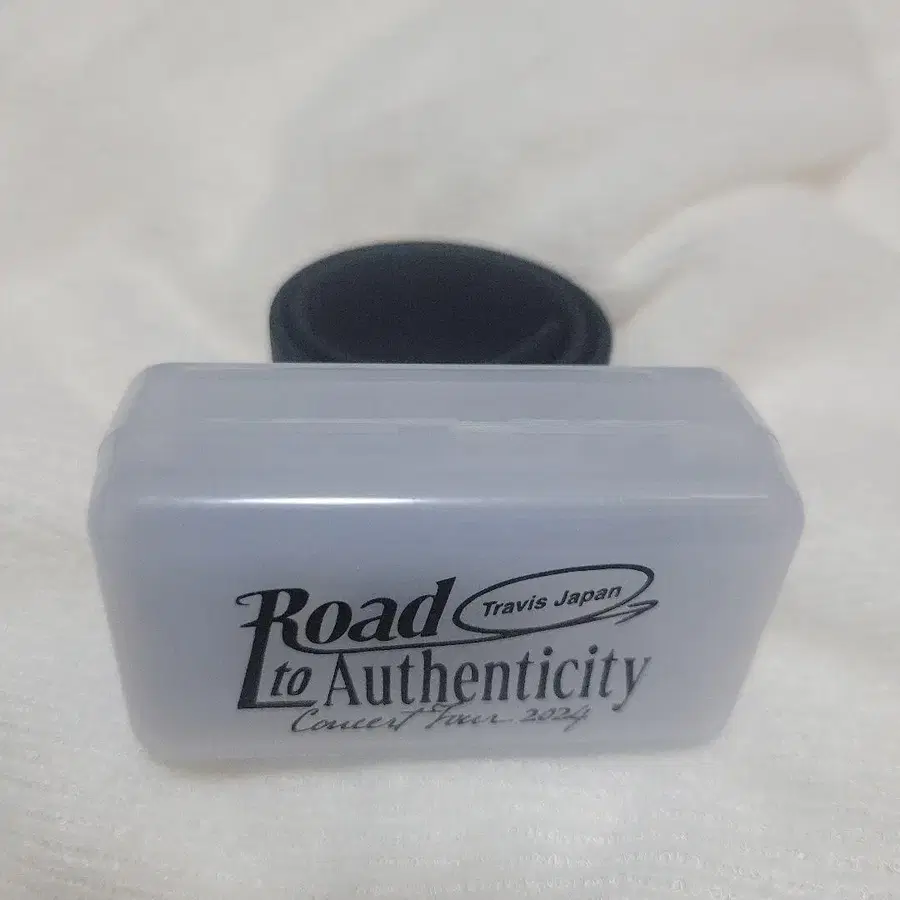 Road Travis Japan
to Authenticity
Concert Tour 2024